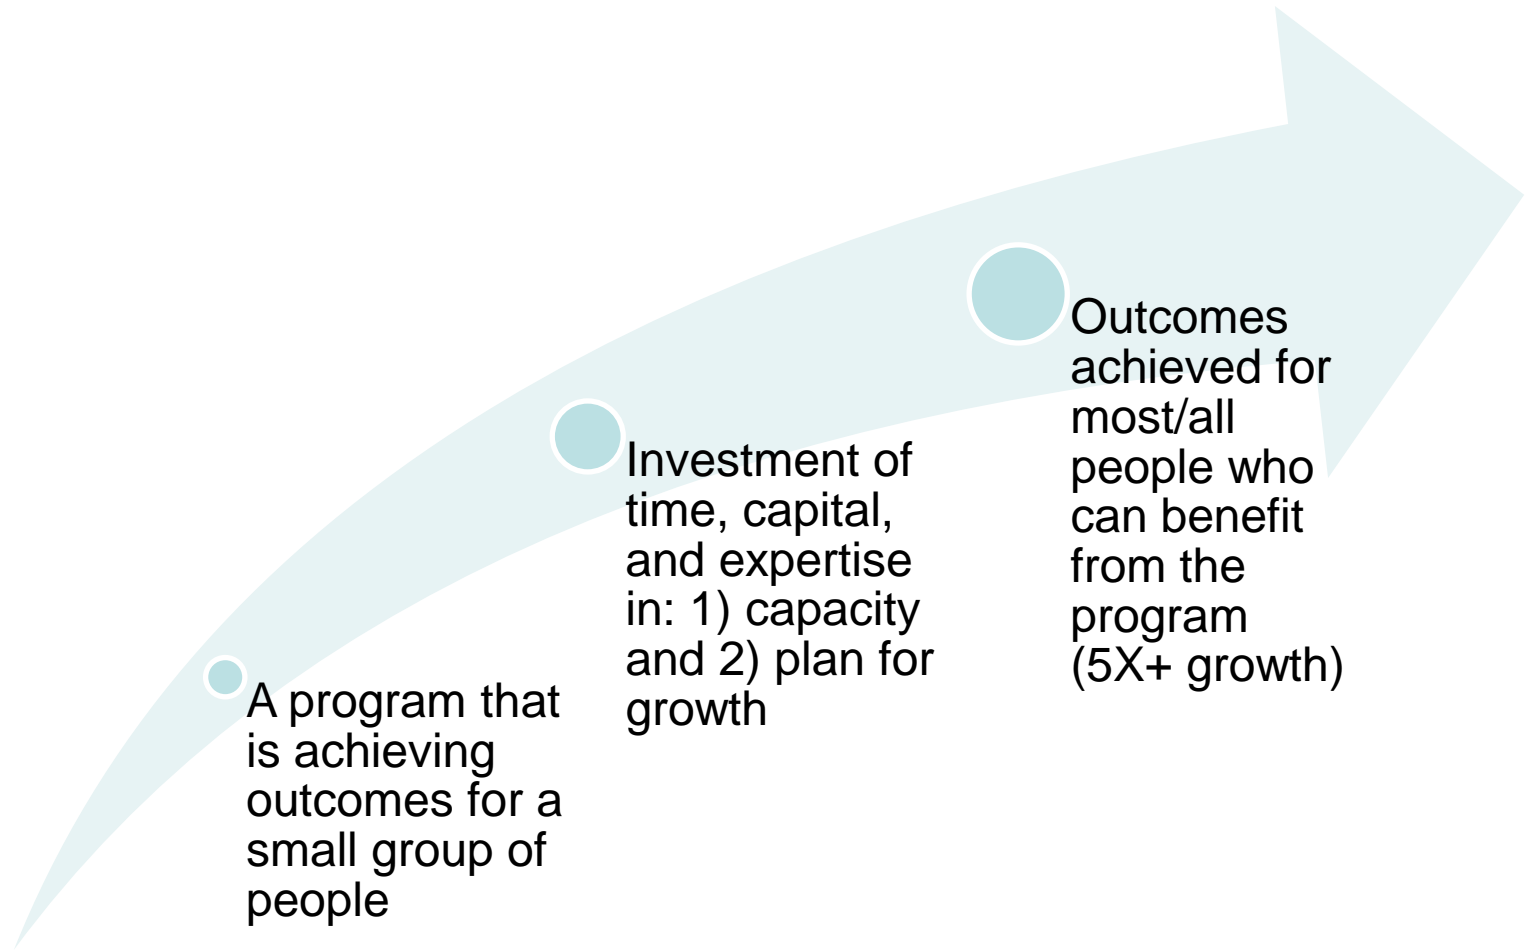 A program that
is achieving
outcomes for a
small group of
people
Investment of
time, capital,
and expertise
in: 1) capacity
and 2) plan for
growth
Outcomes
achieved for
most/all
people who
can benefit
from the
program
(5X+ growth)